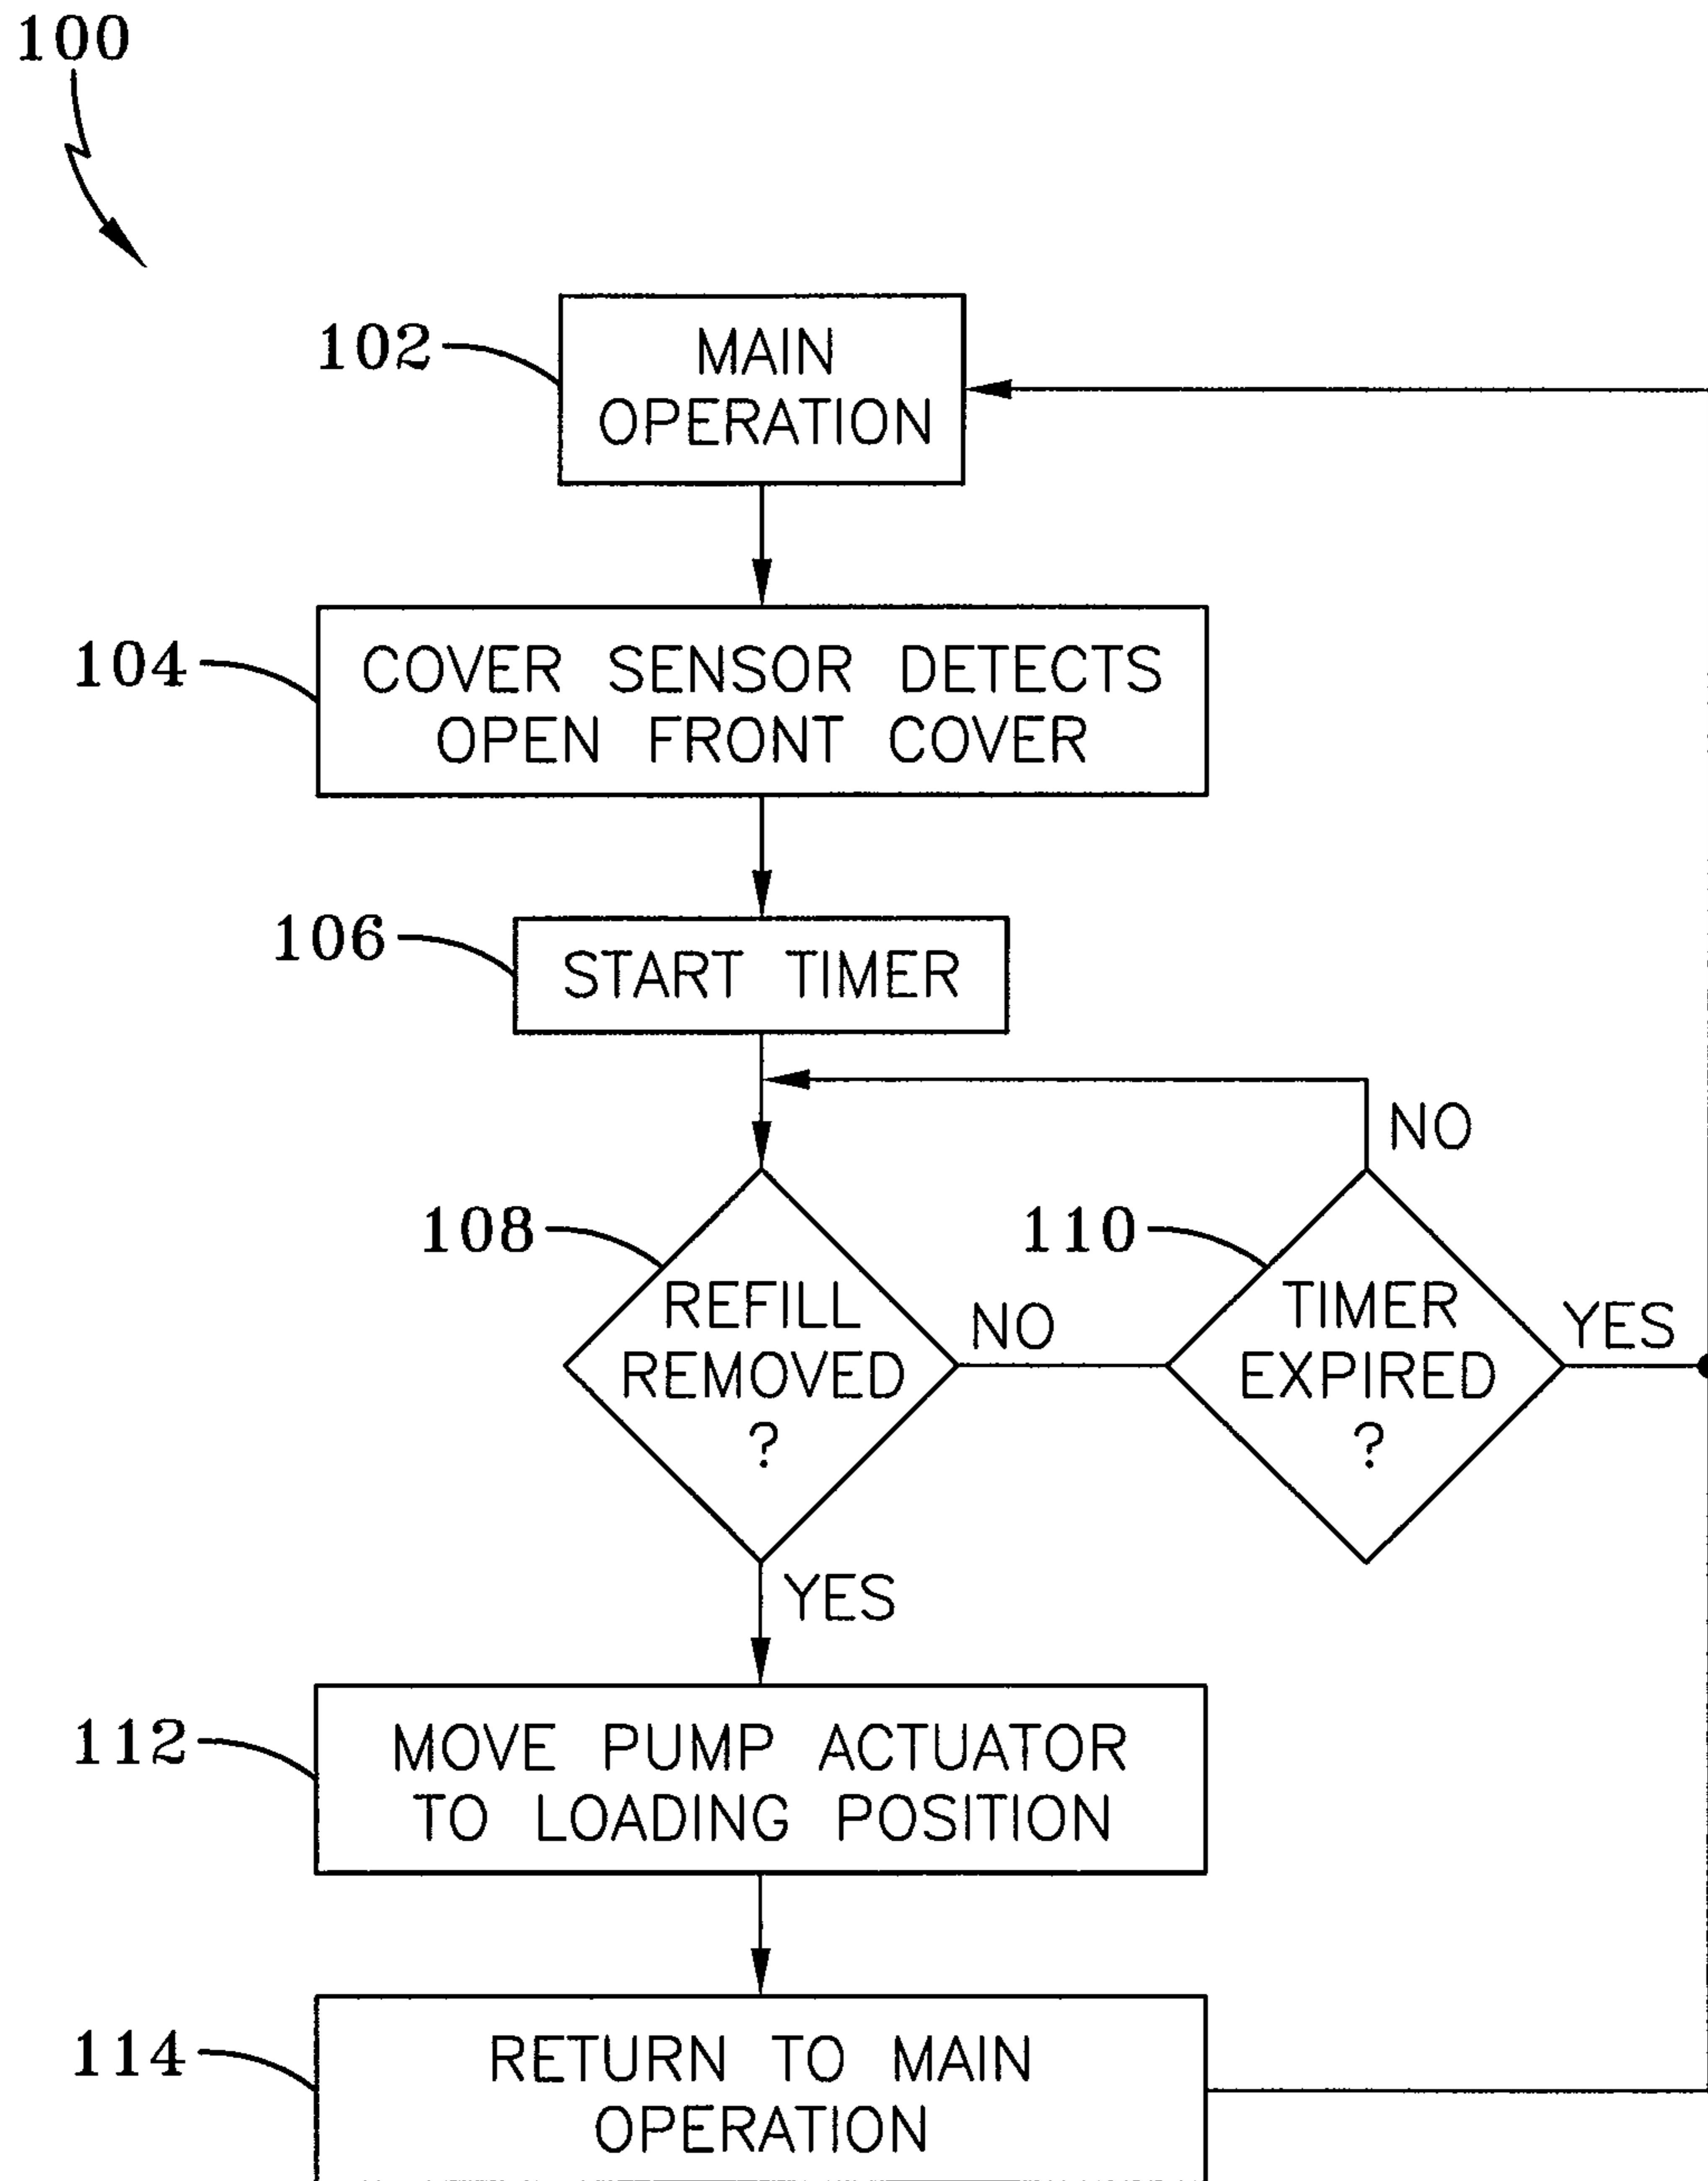 100
102
MAIN
OPERATION
104
COVER SENSOR DETECTS
OPEN FRONT COVER
106
START TIMER
NO
108
REFILL
REMOVED
?
NO
110
TIMER
EXPIRED
?
YES
YES
112
MOVE PUMP ACTUATOR
TO LOADING POSITION
114
RETURN TO MAIN
OPERATION